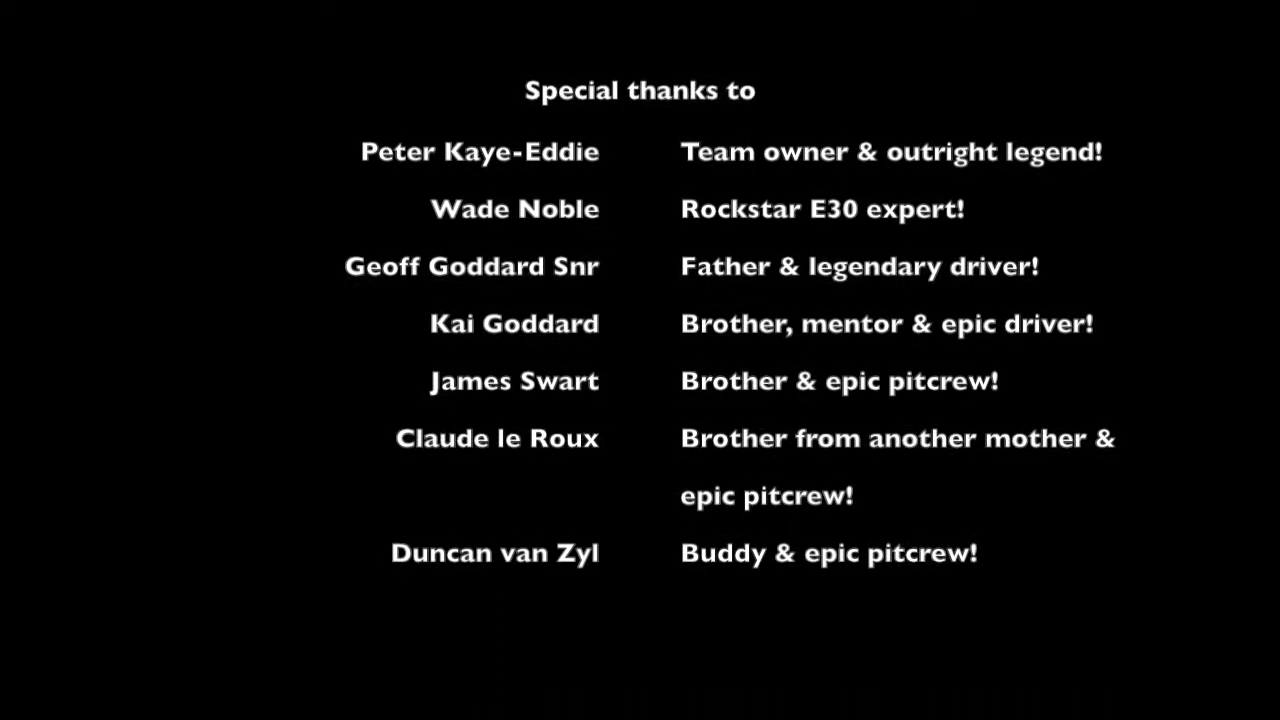 Special thanks to
Peter Kaye-Eddie Team owner & outright legend!
Wade Noble Rockstar E30 expert!
Geoff Goddard Snr Father & legendary driver!
Kai Goddard Brother, mentor & epic driver!
James Swart Brother & epic pitcrew!
Claude le Roux Brother from another mother &
epic pitcrew!
Duncan van Zyl Buddy & epic pitcrew!